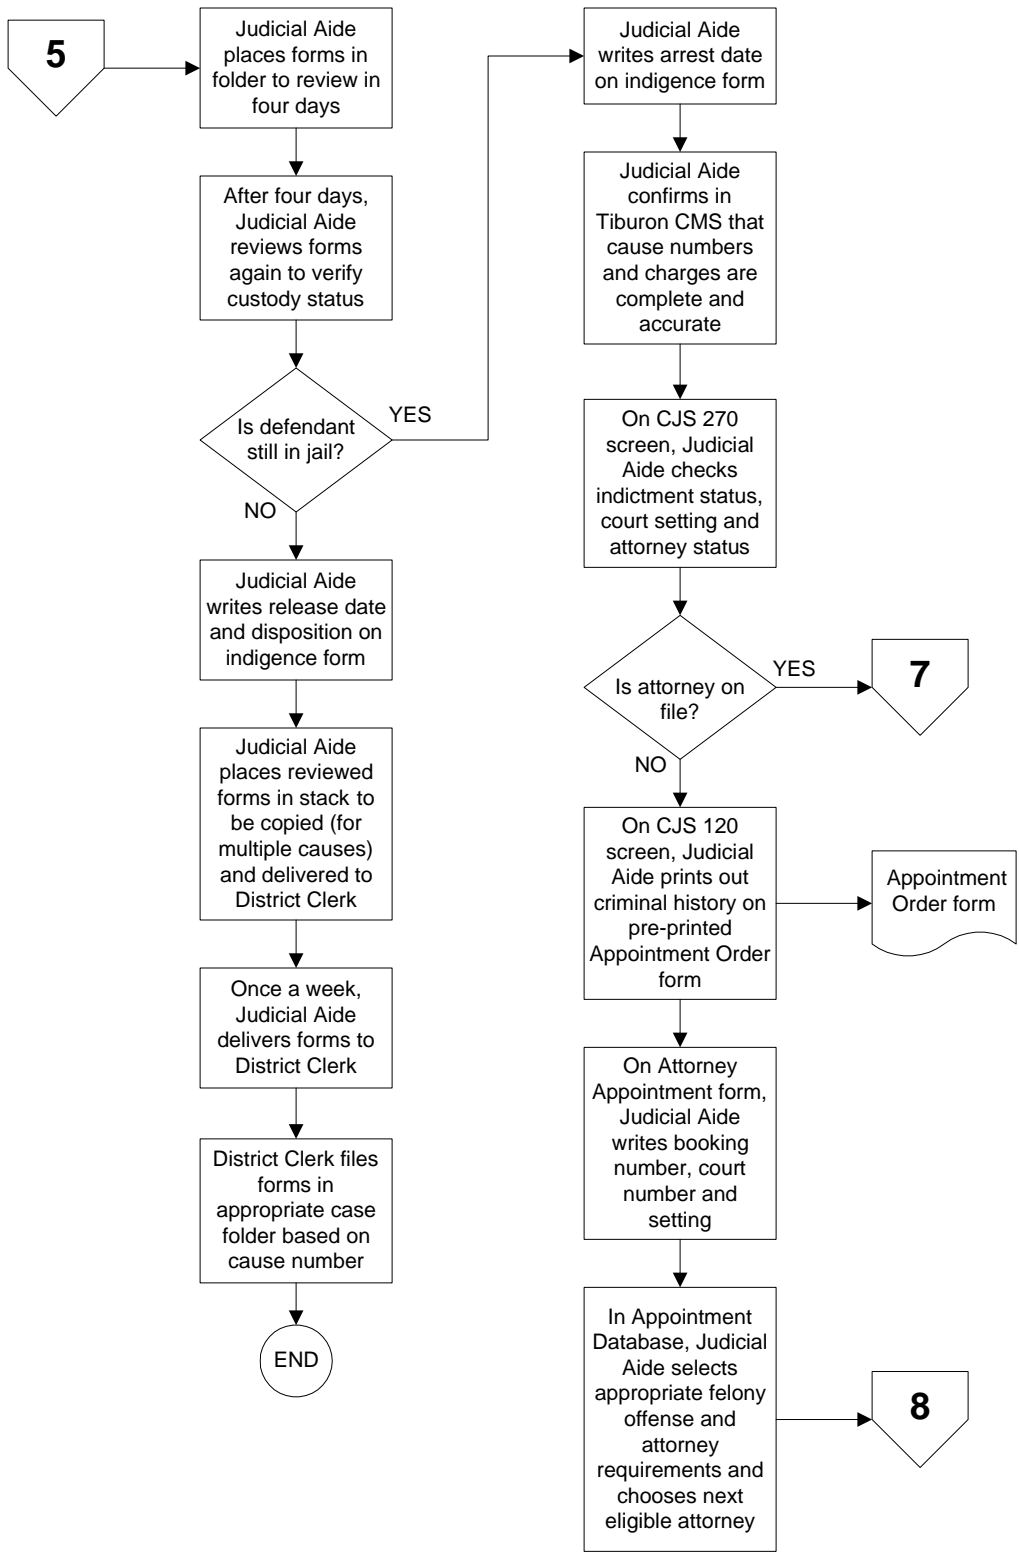 5
Judicial Aide
places forms in
folder to review in
four days
After four days,
Judicial Aide
reviews forms
again to verify
custody status
Is defendant
still in jail?
YES
NO
Judicial Aide
writes release date
and disposition on
indigence form
Judicial Aide
places reviewed
forms in stack to
be copied (for
multiple causes)
and delivered to
District Clerk
Once a week,
Judicial Aide
delivers forms to
District Clerk
District Clerk files
forms in
appropriate case
folder based on
cause number
END
Judicial Aide
writes arrest date
on indigence form
Judicial Aide
confirms in
Tiburon CMS that
cause numbers
and charges are
complete and
accurate
On CJS 270
screen, Judicial
Aide checks
indictment status,
court setting and
attorney status
Is attorney on
file?
YES
7
NO
On CJS 120
screen, Judicial
Aide prints out
criminal history on
pre-printed
Appointment Order
form
Appointment
Order form
On Attorney
Appointment form,
Judicial Aide
writes booking
number, court
number and
setting
In Appointment
Database, Judicial
Aide selects
appropriate felony
offense and
attorney
requirements and
chooses next
eligible attorney
8